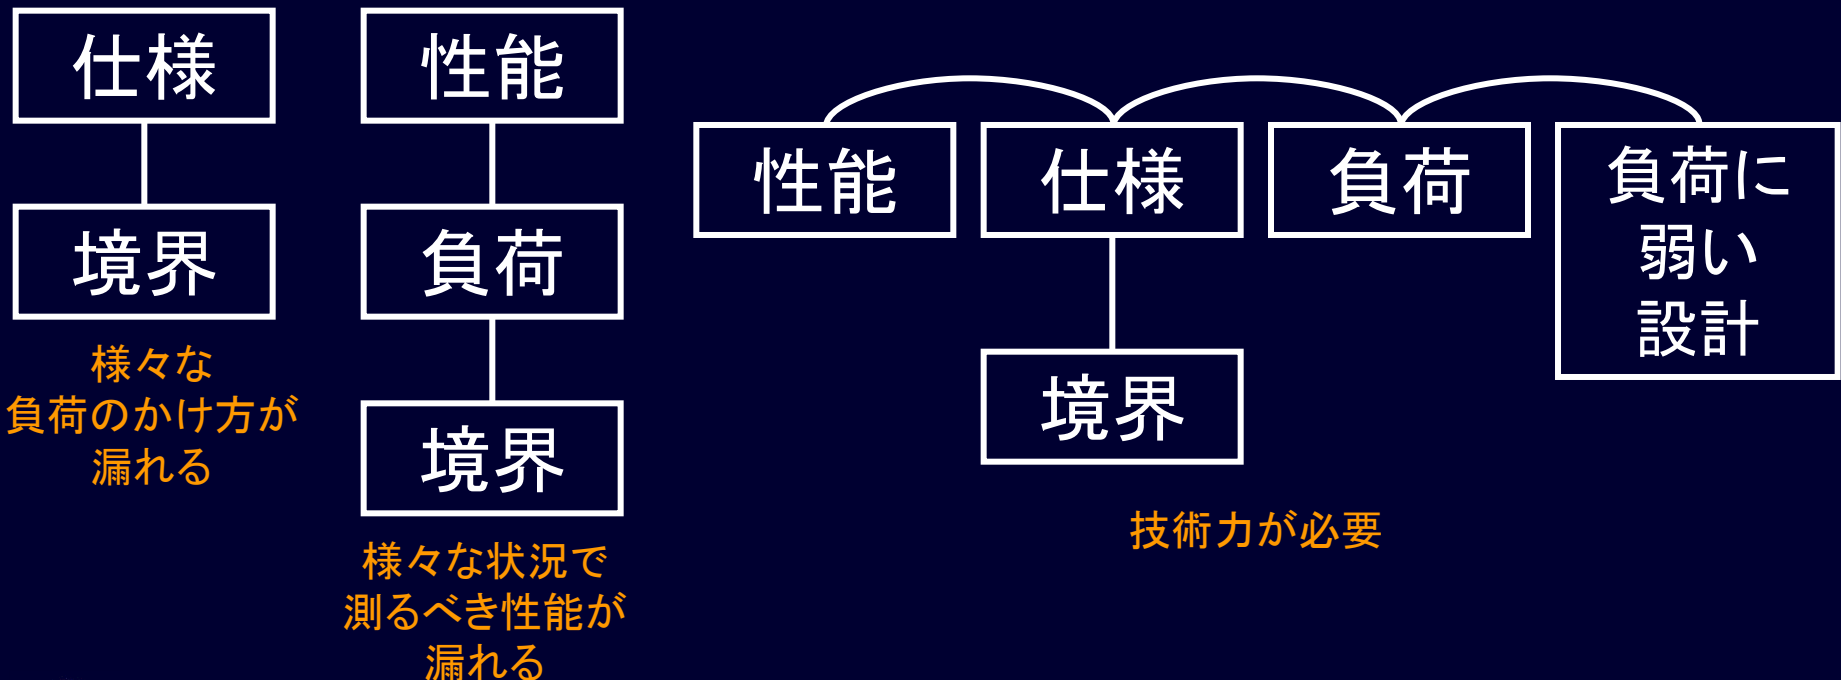 仕様
境界
様々な
負荷のかけ方が
漏れる
性能
負荷
境界
様々な状況で
測るべき性能が
漏れる
性能
仕様
負荷
負荷に
弱い
設計
境界
技術力が必要